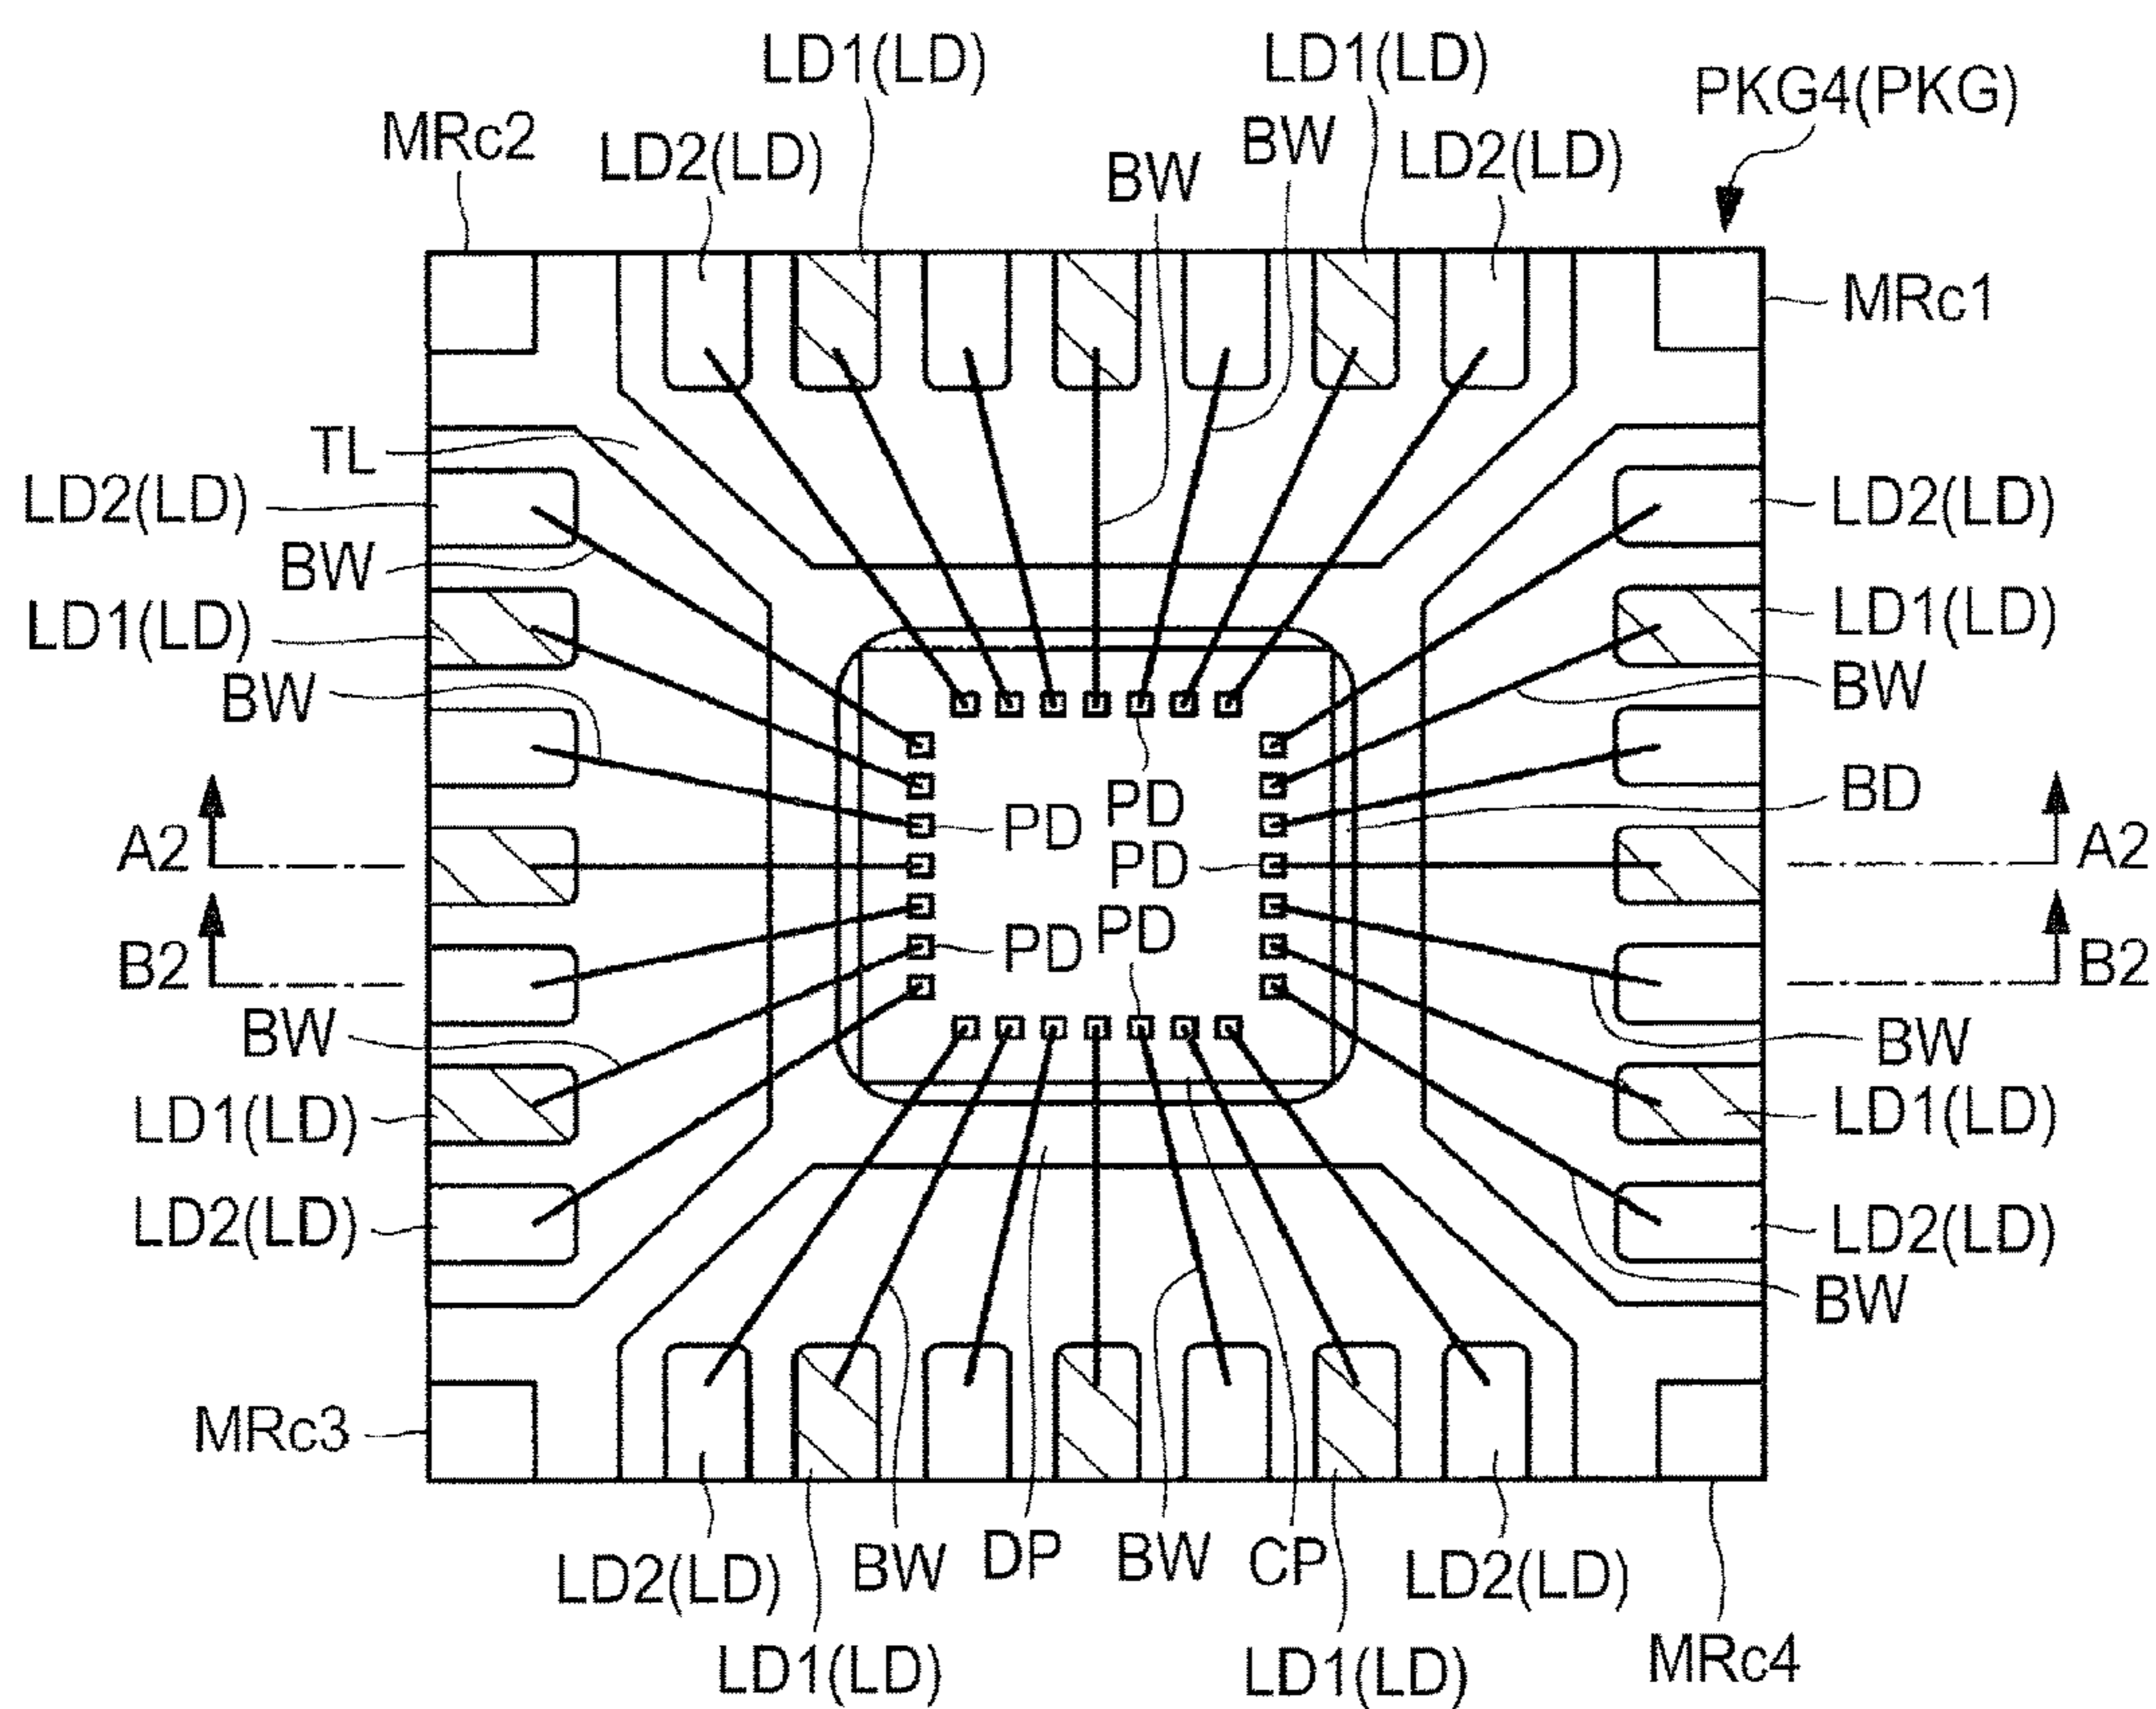 LD1(LD)
LD1(LD)
PKG4(PKG)
MRc2
LD2(LD)
BW
BW
LD2(LD)
MRc1
TL
LD2(LD)
LD2(LD)
BW
LD1(LD)
LD1(LD)
BW
BW
PD
BD
PD
A2
PD
A2
PD
B2
PD
B2
BW
BW
LD1(LD)
LD1(LD)
LD2(LD)
LD2(LD)
BW
MRc3
LD2(LD)
BW
DP
BW
CP
LD2(LD)
LD1(LD)
LD1(LD)
MRc4